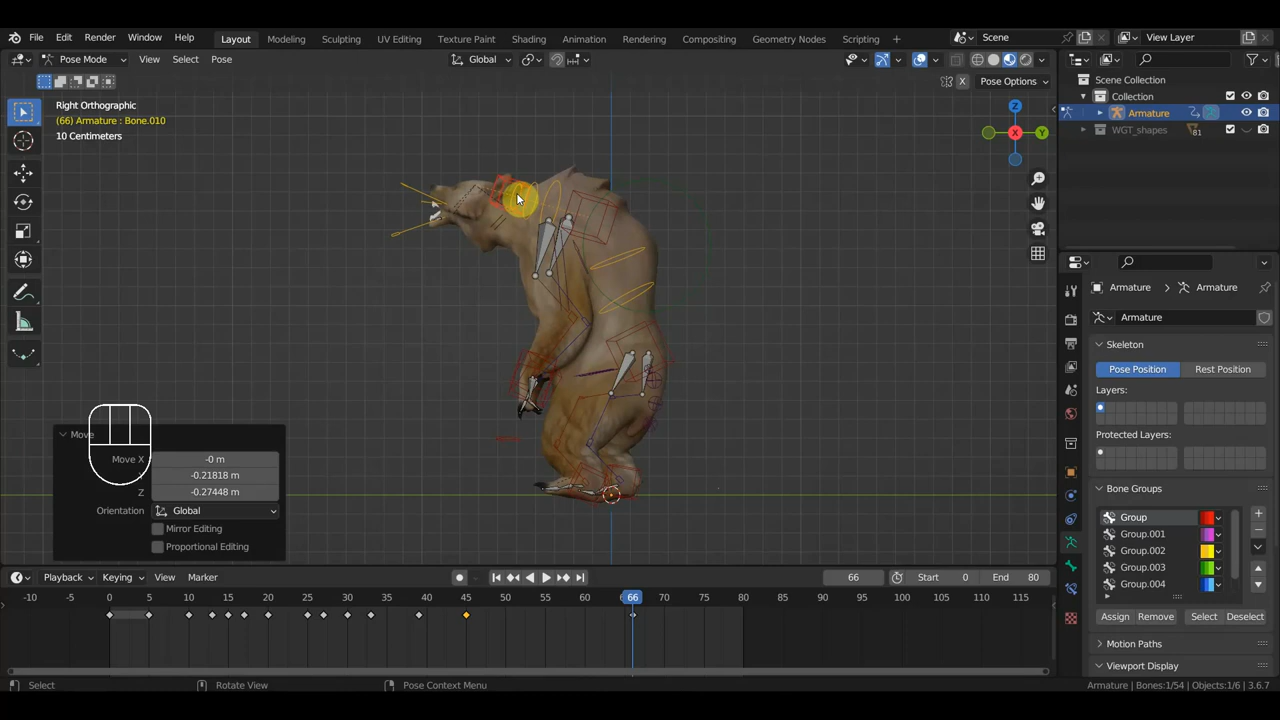 File Edit Render Window Help Layout Modeling Sculpting UV Editing Texture Paint Shading Animation Rendering Compositing Geometry Nodes Scripting + Scene View Layer
Pose Mode View Select Pose Global
X Pose Options
Right Orthographic
(66) Armature : Bone.010
10 Centimeters
Z
X
Y
Scene Collection
Collection
Armature
WGT_shapes 81
Armature > Armature
Armature
Skeleton
Pose Position Rest Position
Layers:
Protected Layers:
Bone Groups
Group
Group.001
Group.002
Group.003
Group.004
Assign Remove Select Deselect
Motion Paths
Viewport Display
Move
Move X -0 m
-0.21818 m
Z -0.27448 m
Orientation Global
Mirror Editing
Proportional Editing
Playback Keying View Marker 66 Start 0 End 80
-10 0 5 10 15 20 25 30 35 40 45 50 55 60 66 70 75 80 85 90 95 100 105 110 115
Select Rotate View Pose Context Menu Armature | Bones:1/54 | Objects:1/6 | 3.6.7